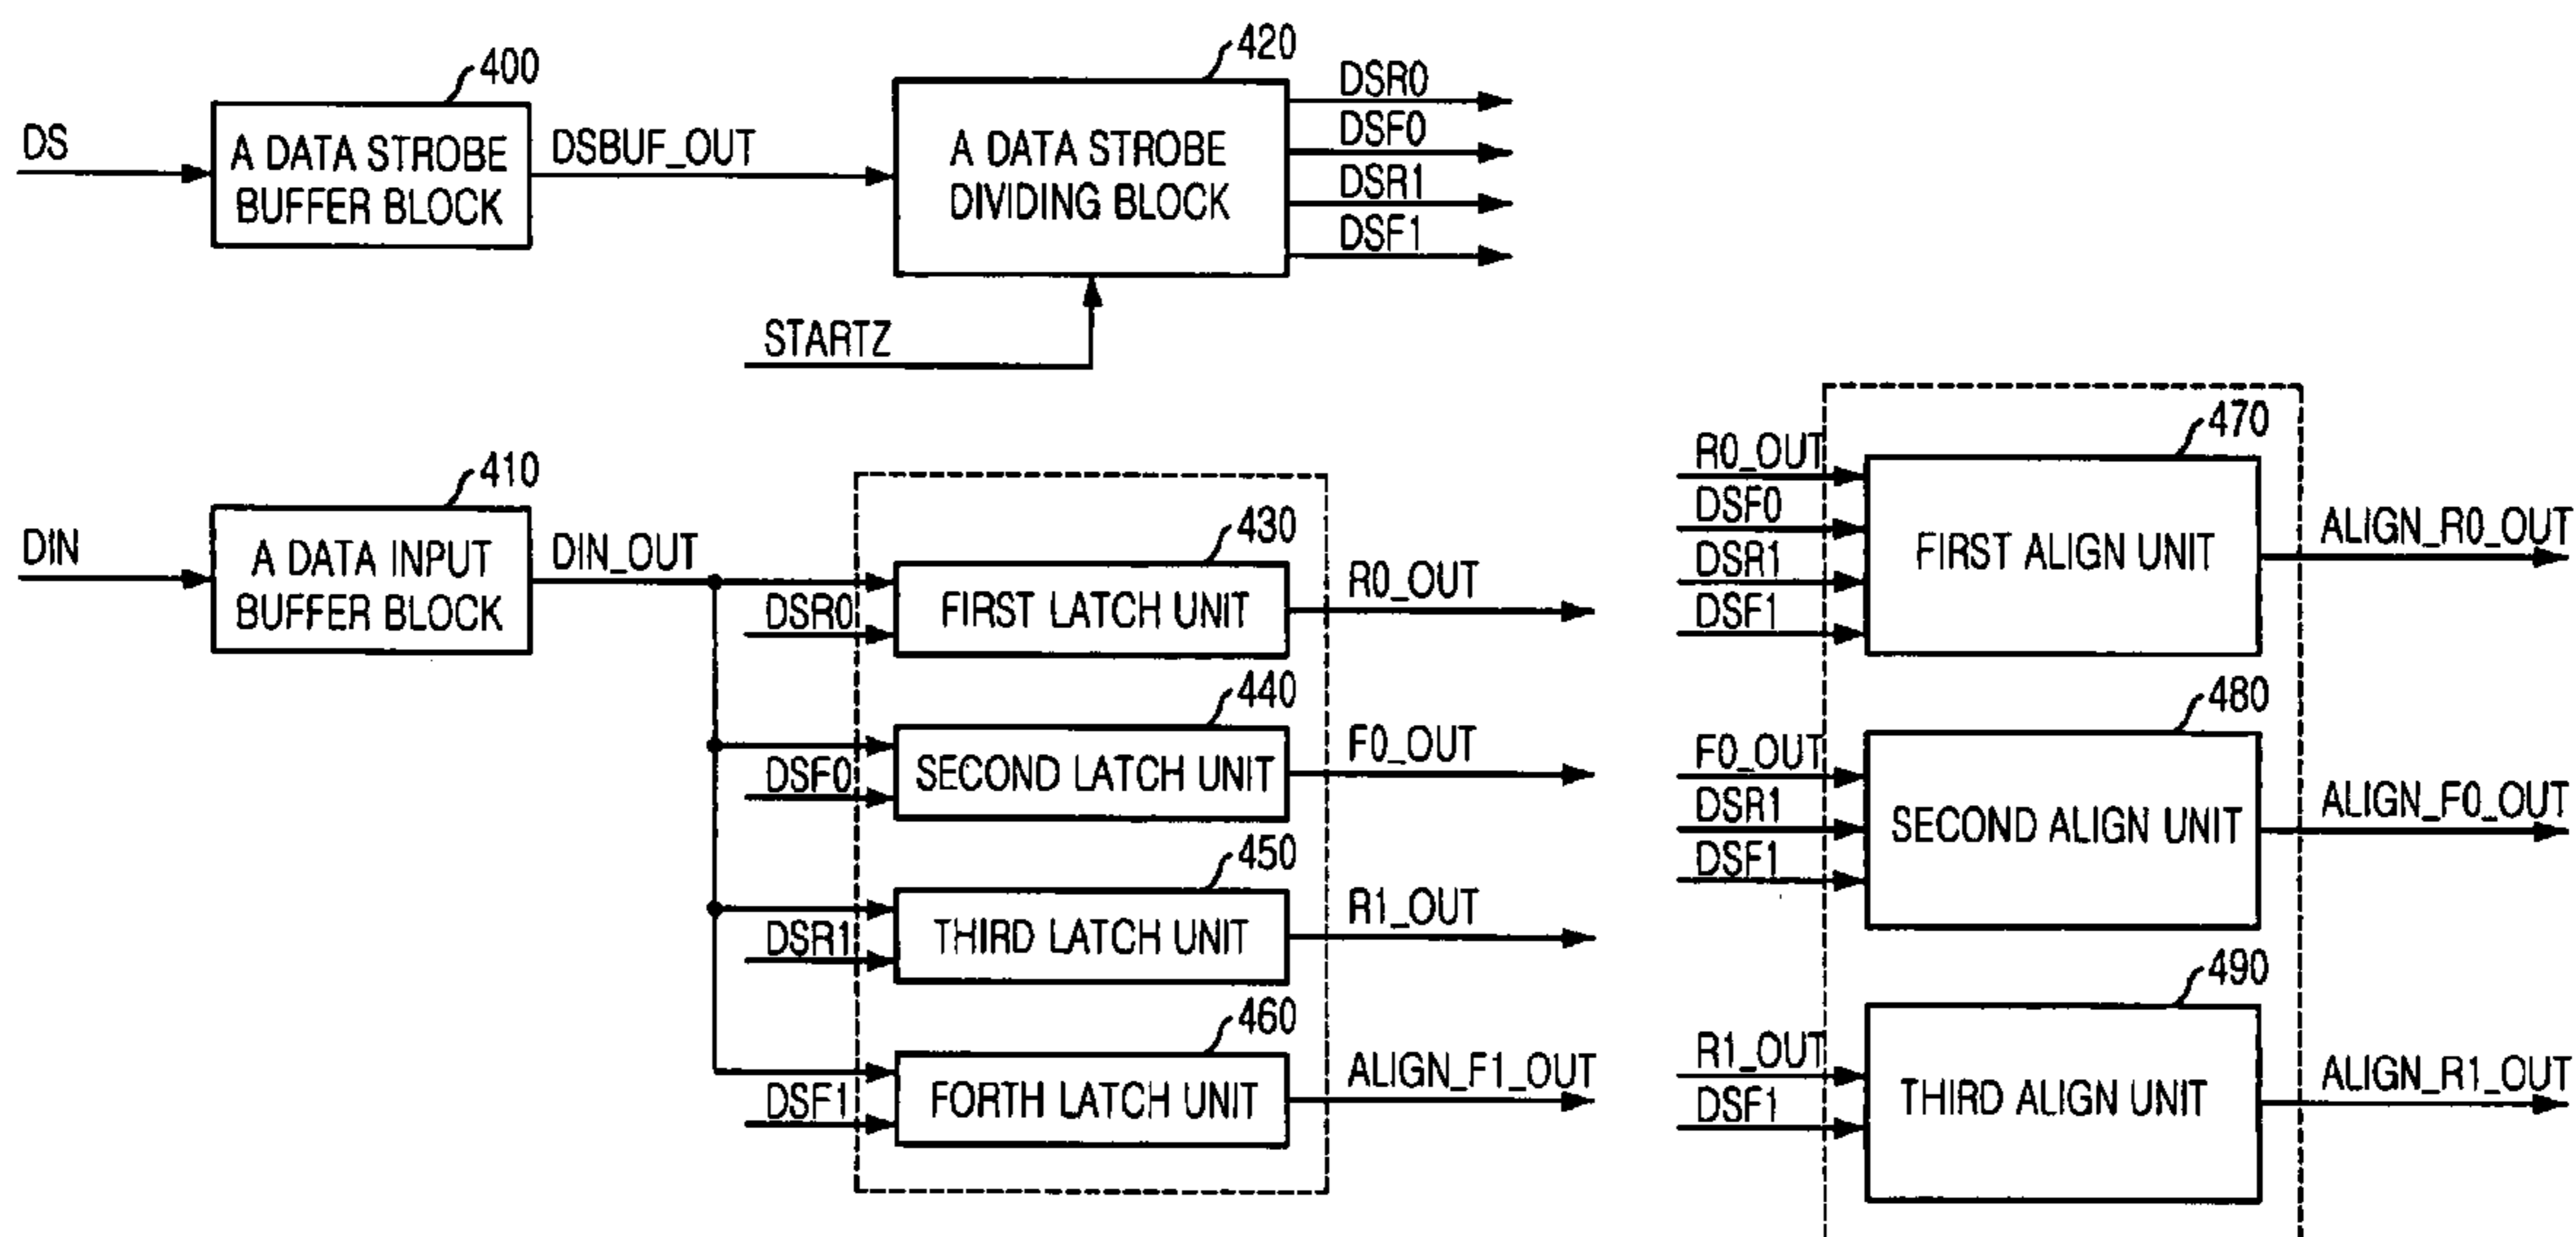 400
DS
A DATA STROBE
BUFFER BLOCK
DSBUF_OUT
420
A DATA STROBE
DIVIDING BLOCK
DSR0
DSF0
DSR1
DSF1
STARTZ
410
DIN
A DATA INPUT
BUFFER BLOCK
DIN_OUT
430
DSR0
FIRST LATCH UNIT
R0_OUT
440
DSF0
SECOND LATCH UNIT
F0_OUT
450
DSR1
THIRD LATCH UNIT
R1_OUT
460
DSF1
FORTH LATCH UNIT
ALIGN_F1_OUT
470
R0_OUT
DSF0
DSR1
DSF1
FIRST ALIGN UNIT
ALIGN_R0_OUT
480
F0_OUT
DSR1
DSF1
SECOND ALIGN UNIT
ALIGN_F0_OUT
490
R1_OUT
DSF1
THIRD ALIGN UNIT
ALIGN_R1_OUT